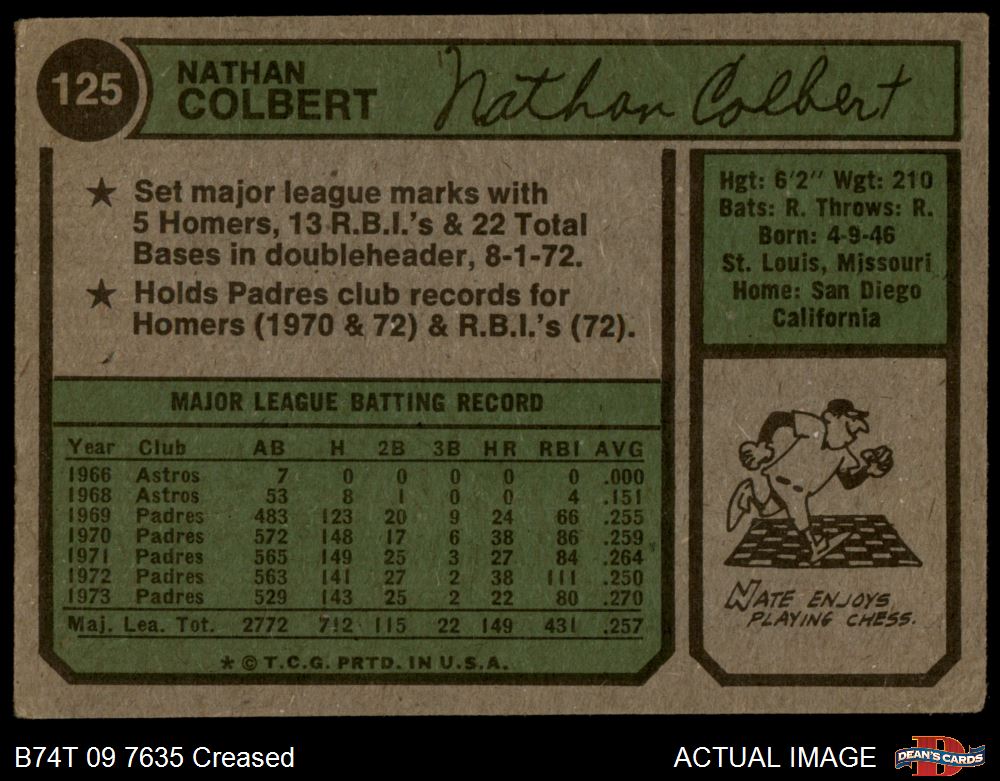 125
NATHAN
COLBERT
Nathan Colbert
★ Set major league marks with
5 Homers, 13 R.B.I.'s & 22 Total
Bases in doubleheader, 8-1-72.
★ Holds Padres club records for
Homers (1970 & 72) & R.B.I.'s (72).
Hgt: 6'2" Wgt: 210
Bats: R. Throws: R.
Born: 4-9-46
St. Louis, Missouri
Home: San Diego
California
MAJOR LEAGUE BATTING RECORD
Year Club AB H 2B 3B HR RBI AVG
1966 Astros 7 0 0 0 0 0 .000
1968 Astros 53 8 1 0 0 4 .151
1969 Padres 483 123 20 9 24 66 .255
1970 Padres 572 148 17 6 38 86 .259
1971 Padres 565 149 25 3 27 84 .264
1972 Padres 563 141 27 2 38 111 .250
1973 Padres 529 143 25 2 22 80 .270
Maj. Lea. Tot. 2772 712 115 22 149 431 .257
* © T.C.G. PRTD. IN U.S.A.
NATE ENJOYS
PLAYING CHESS.
B74T 09 7635 Creased
ACTUAL IMAGE
D
DEAN'S CARDS